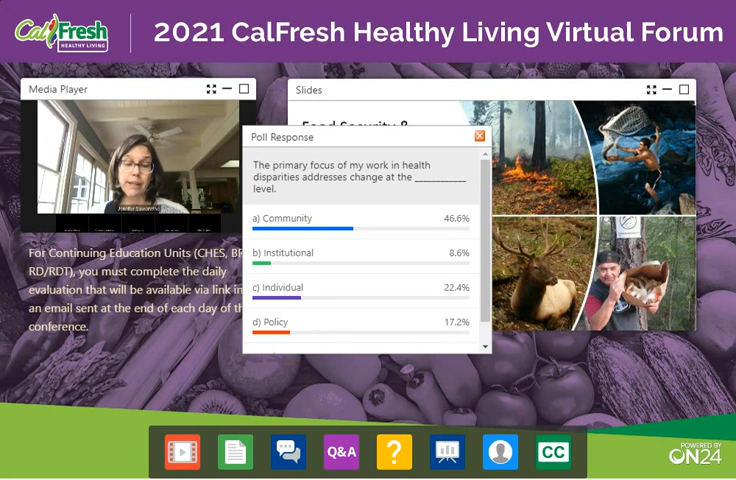 CalFresh
HEALTHY LIVING
2021 CalFresh Healthy Living Virtual Forum
Media Player
Slides
Poll Response
The primary focus of my work in health
disparities addresses change at the ____________
level.
a) Community 46.6%
b) Institutional 8.6%
c) Individual 22.4%
d) Policy 17.2%
For Continuing Education Units (CHES,
RD/RDT), you must complete the daily
evaluation that will be available via link in
an email sent at the end of each day of
conference.
Q&A
?
CC
POWERED BY
ON24